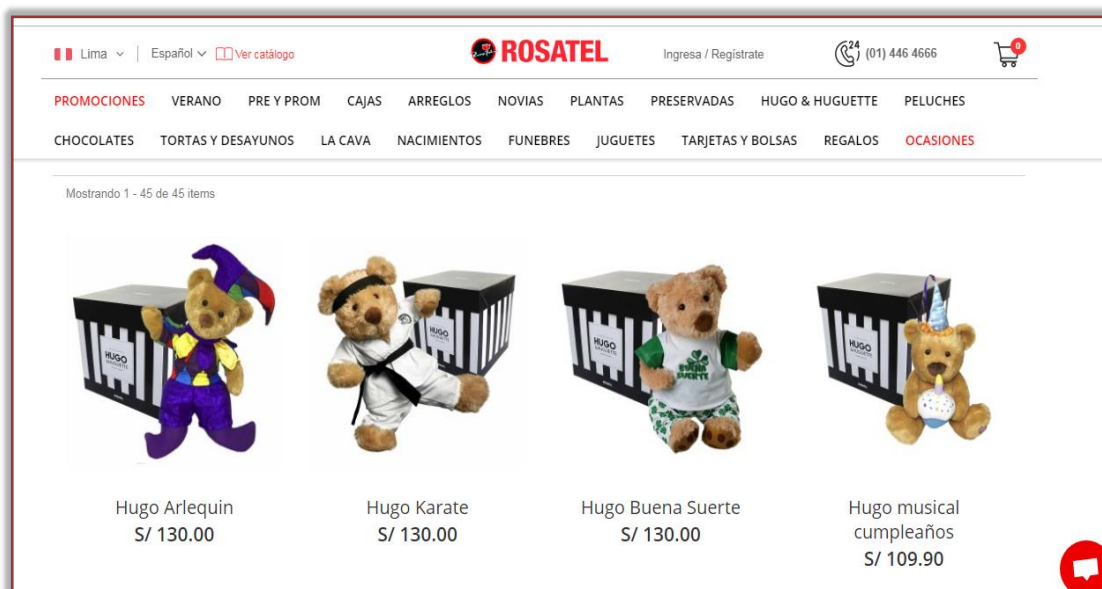 Lima
Español
Ver catálogo
ROSATEL
Ingresa / Regístrate
24
(01) 446 4666
0
PROMOCIONES VERANO PRE Y PROM CAJAS ARREGLOS NOVIAS PLANTAS PRESERVADAS HUGO & HUGUETTE PELUCHES
CHOCOLATES TORTAS Y DESAYUNOS LA CAVA NACIMIENTOS FUNEBRES JUGUETES TARJETAS Y BOLSAS REGALOS OCASIONES
Mostrando 1 - 45 de 45 items
HUGO
HUGO
HUGO
BUENA
SUERTE
HUGO
Hugo Arlequin
S/ 130.00
Hugo Karate
S/ 130.00
Hugo Buena Suerte
S/ 130.00
Hugo musical
cumpleaños
S/ 109.90